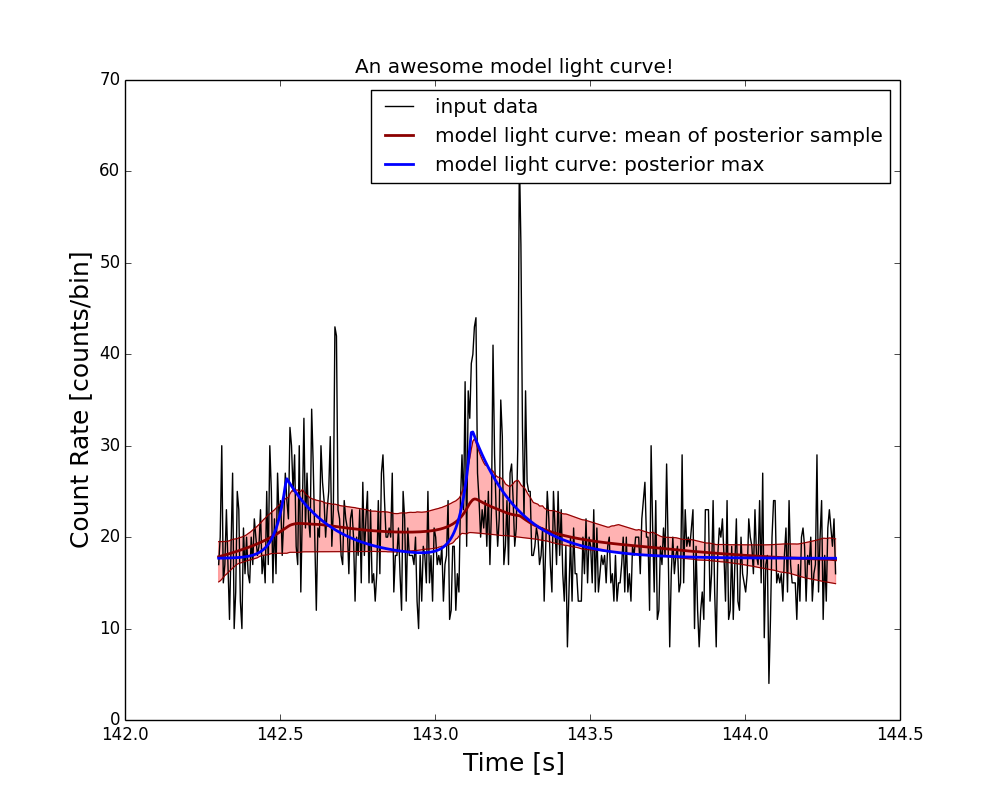 An awesome model light curve!
input data
model light curve: mean of posterior sample
model light curve: posterior max
Count Rate [counts/bin]
70
60
50
40
30
20
10
0
142.0 142.5 143.0 143.5 144.0 144.5
Time [s]